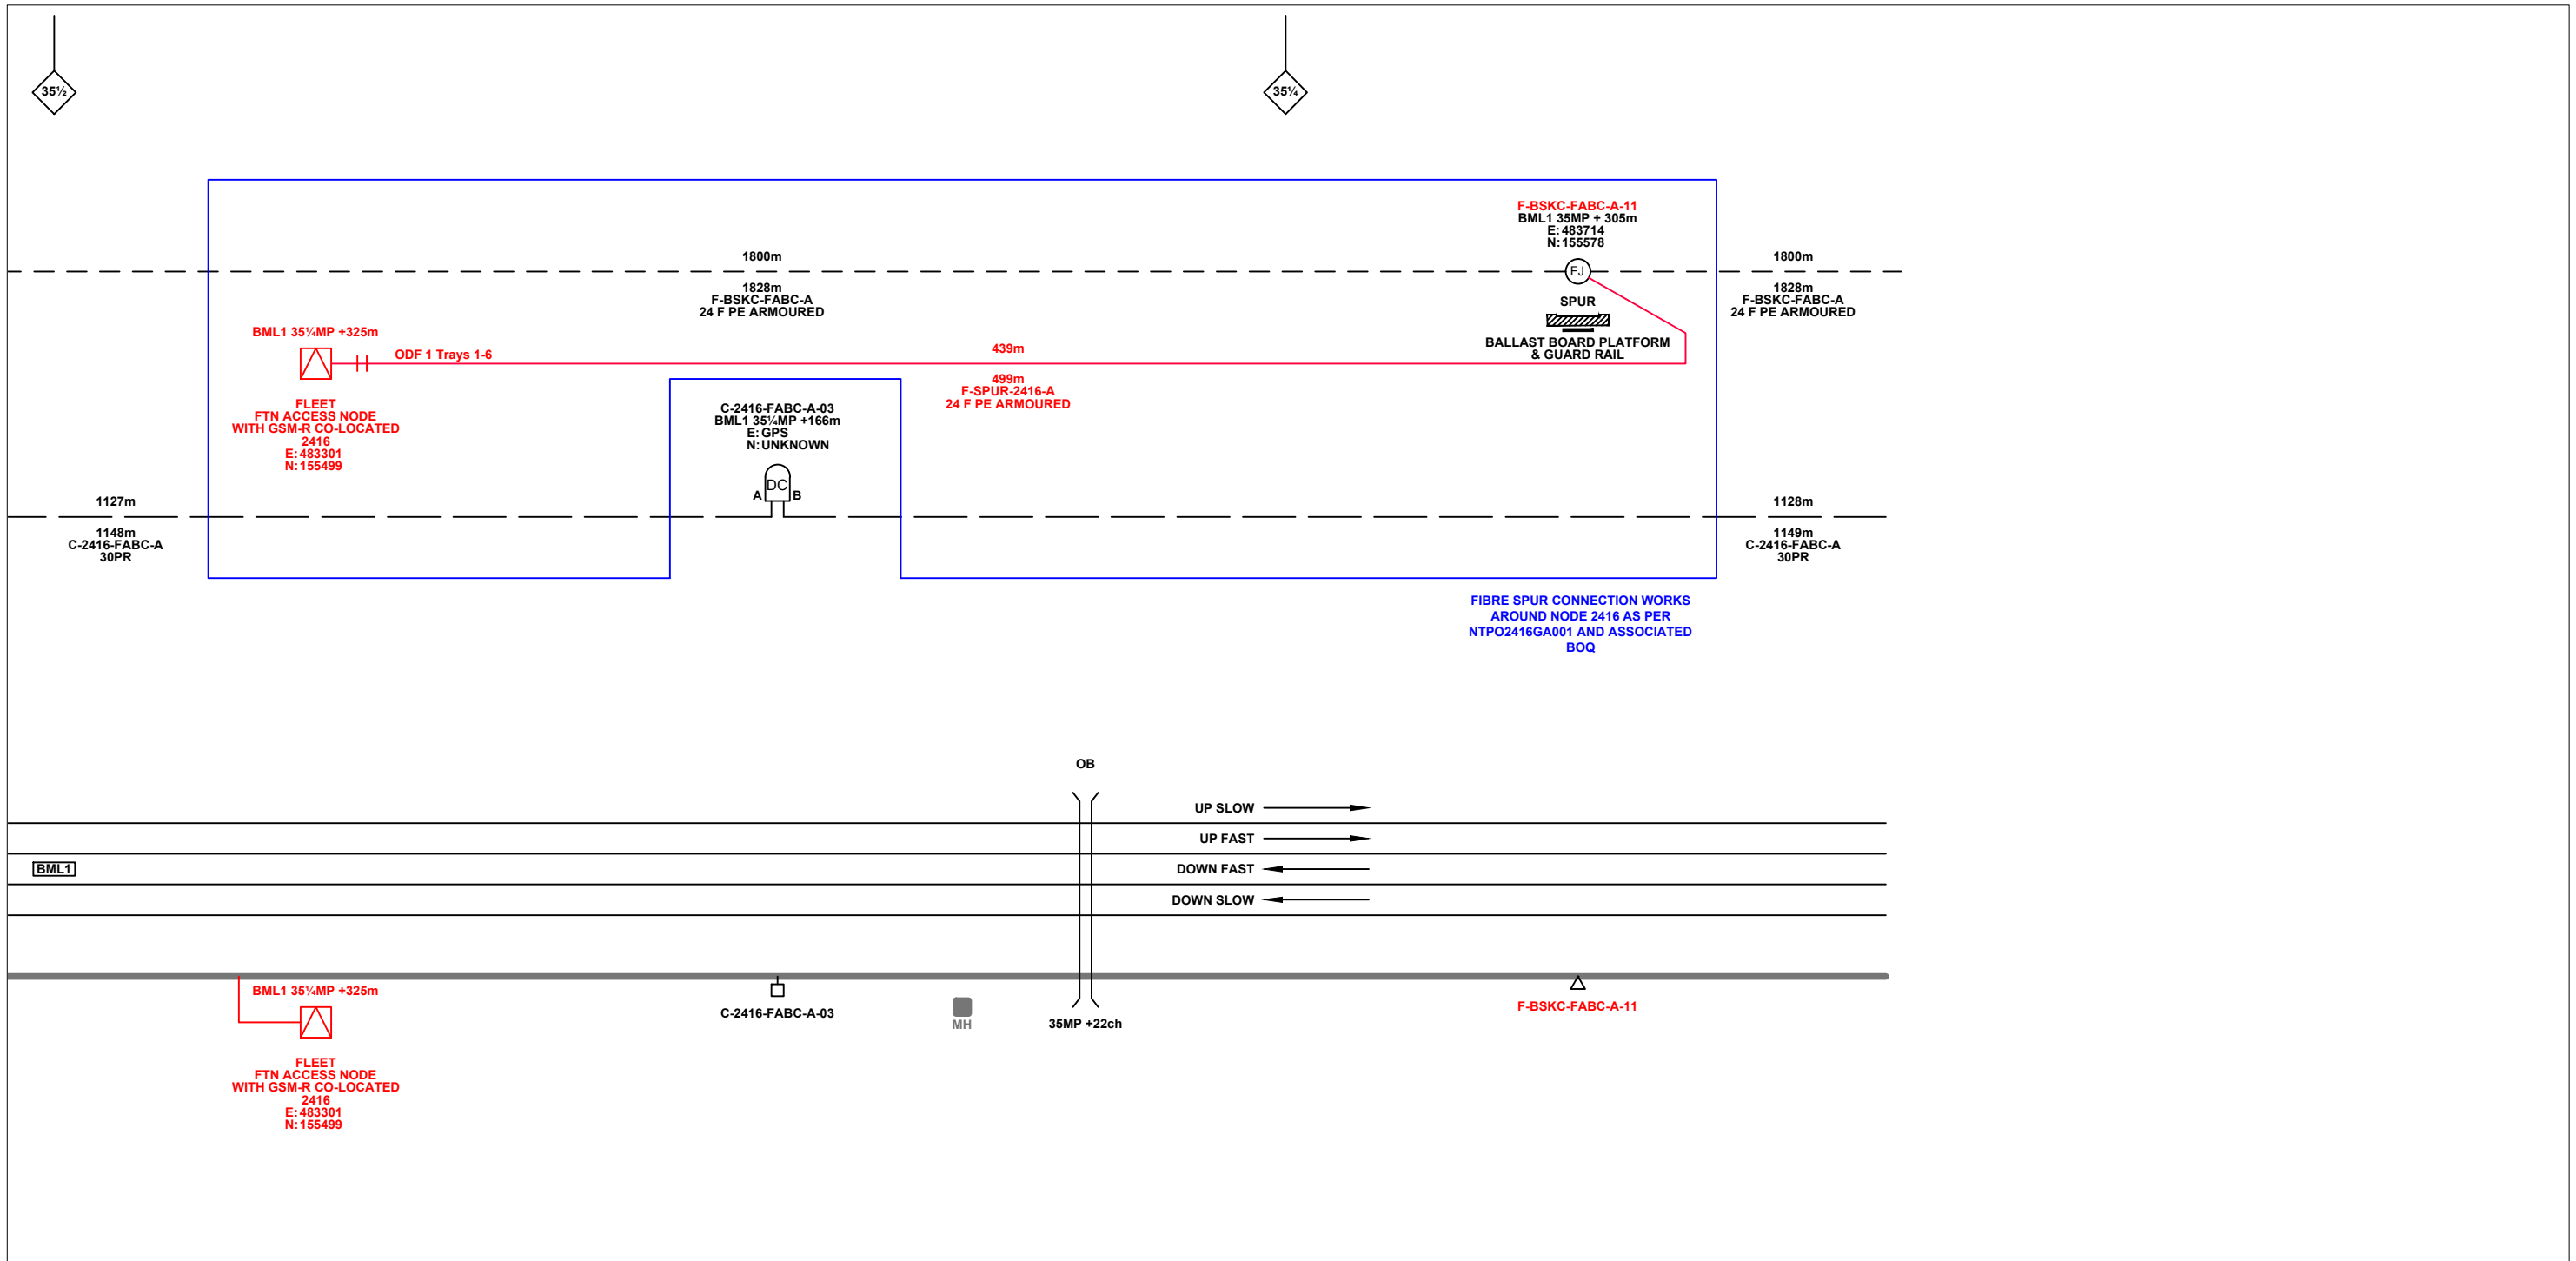 35½
35¼
F-BSKC-FABC-A-11
BML1 35MP + 305m
E: 483714
N: 155578
1800m
1828m
F-BSKC-FABC-A
24 F PE ARMOURED
FJ
1800m
1828m
F-BSKC-FABC-A
24 F PE ARMOURED
SPUR
BALLAST BOARD PLATFORM
& GUARD RAIL
BML1 35¼MP +325m
ODF 1 Trays 1-6
439m
499m
F-SPUR-2416-A
24 F PE ARMOURED
FLEET
FTN ACCESS NODE
WITH GSM-R CO-LOCATED
2416
E: 483301
N: 155499
C-2416-FABC-A-03
BML1 35¼MP +166m
E: GPS
N: UNKNOWN
DC
A
B
1127m
1148m
C-2416-FABC-A
30PR
1128m
1149m
C-2416-FABC-A
30PR
FIBRE SPUR CONNECTION WORKS
AROUND NODE 2416 AS PER
NTPO2416GA001 AND ASSOCIATED
BOQ
OB
UP SLOW
UP FAST
BML1
DOWN FAST
DOWN SLOW
BML1 35¼MP +325m
C-2416-FABC-A-03
MH
35MP +22ch
F-BSKC-FABC-A-11
FLEET
FTN ACCESS NODE
WITH GSM-R CO-LOCATED
2416
E: 483301
N: 155499